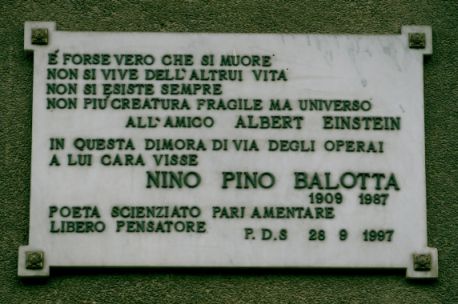 É FORSE VERO CHE SI MUORE
NON SI VIVE DELL'ALTRUI VITA
NON SI ESISTE SEMPRE
NON PIÚ CREATURA FRAGILE MA UNIVERSO
ALL'AMICO ALBERT EINSTEIN
IN QUESTA DIMORA DI VIA DEGLI OPERAI
A LUI CARA VISSE
NINO PINO BALOTTA
1909 1987
POETA SCIENZIATO PARLAMENTARE
LIBERO PENSATORE
P.D.S 28 9 1997